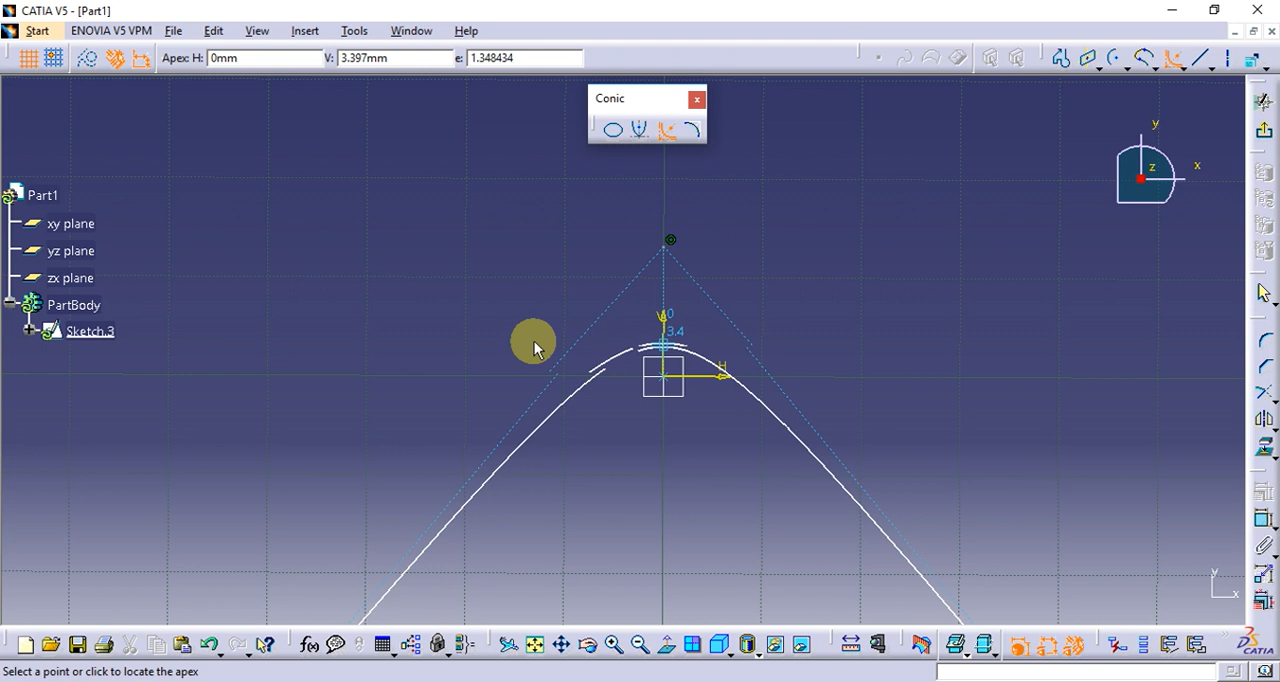 CATIA V5 - [Part1]
Start ENOVIA V5 VPM File Edit View Insert Tools Window Help
Apex: H: 0mm V: 3.397mm e: 1.348434
Conic
y
x
z
Part1
xy plane
yz plane
zx plane
PartBody
Sketch.3
V 0
3.4
H
y
x
f(x)
CATIA
Select a point or click to locate the apex